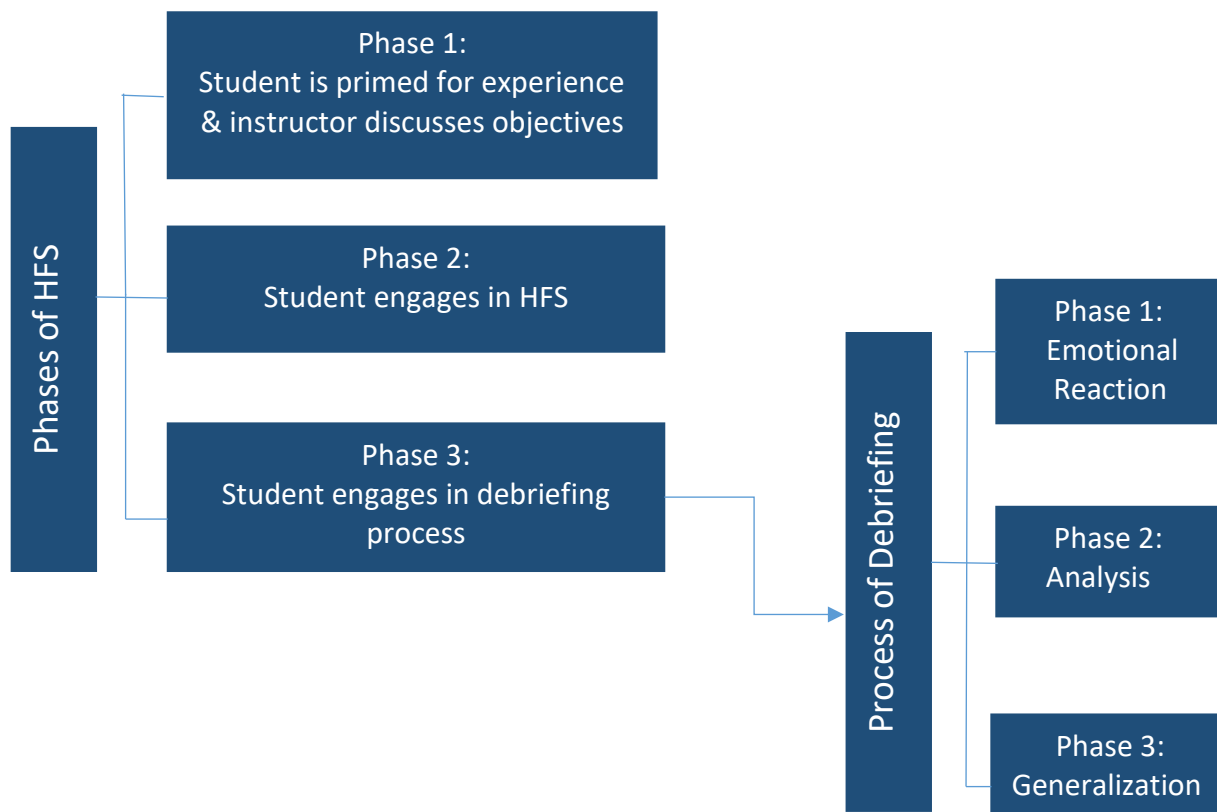 Phases of HFS
Phase 1:
Student is primed for experience
& instructor discusses objectives
Phase 2:
Student engages in HFS
Phase 3:
Student engages in debriefing
process
Process of Debriefing
Phase 1:
Emotional
Reaction
Phase 2:
Analysis
Phase 3:
Generalization